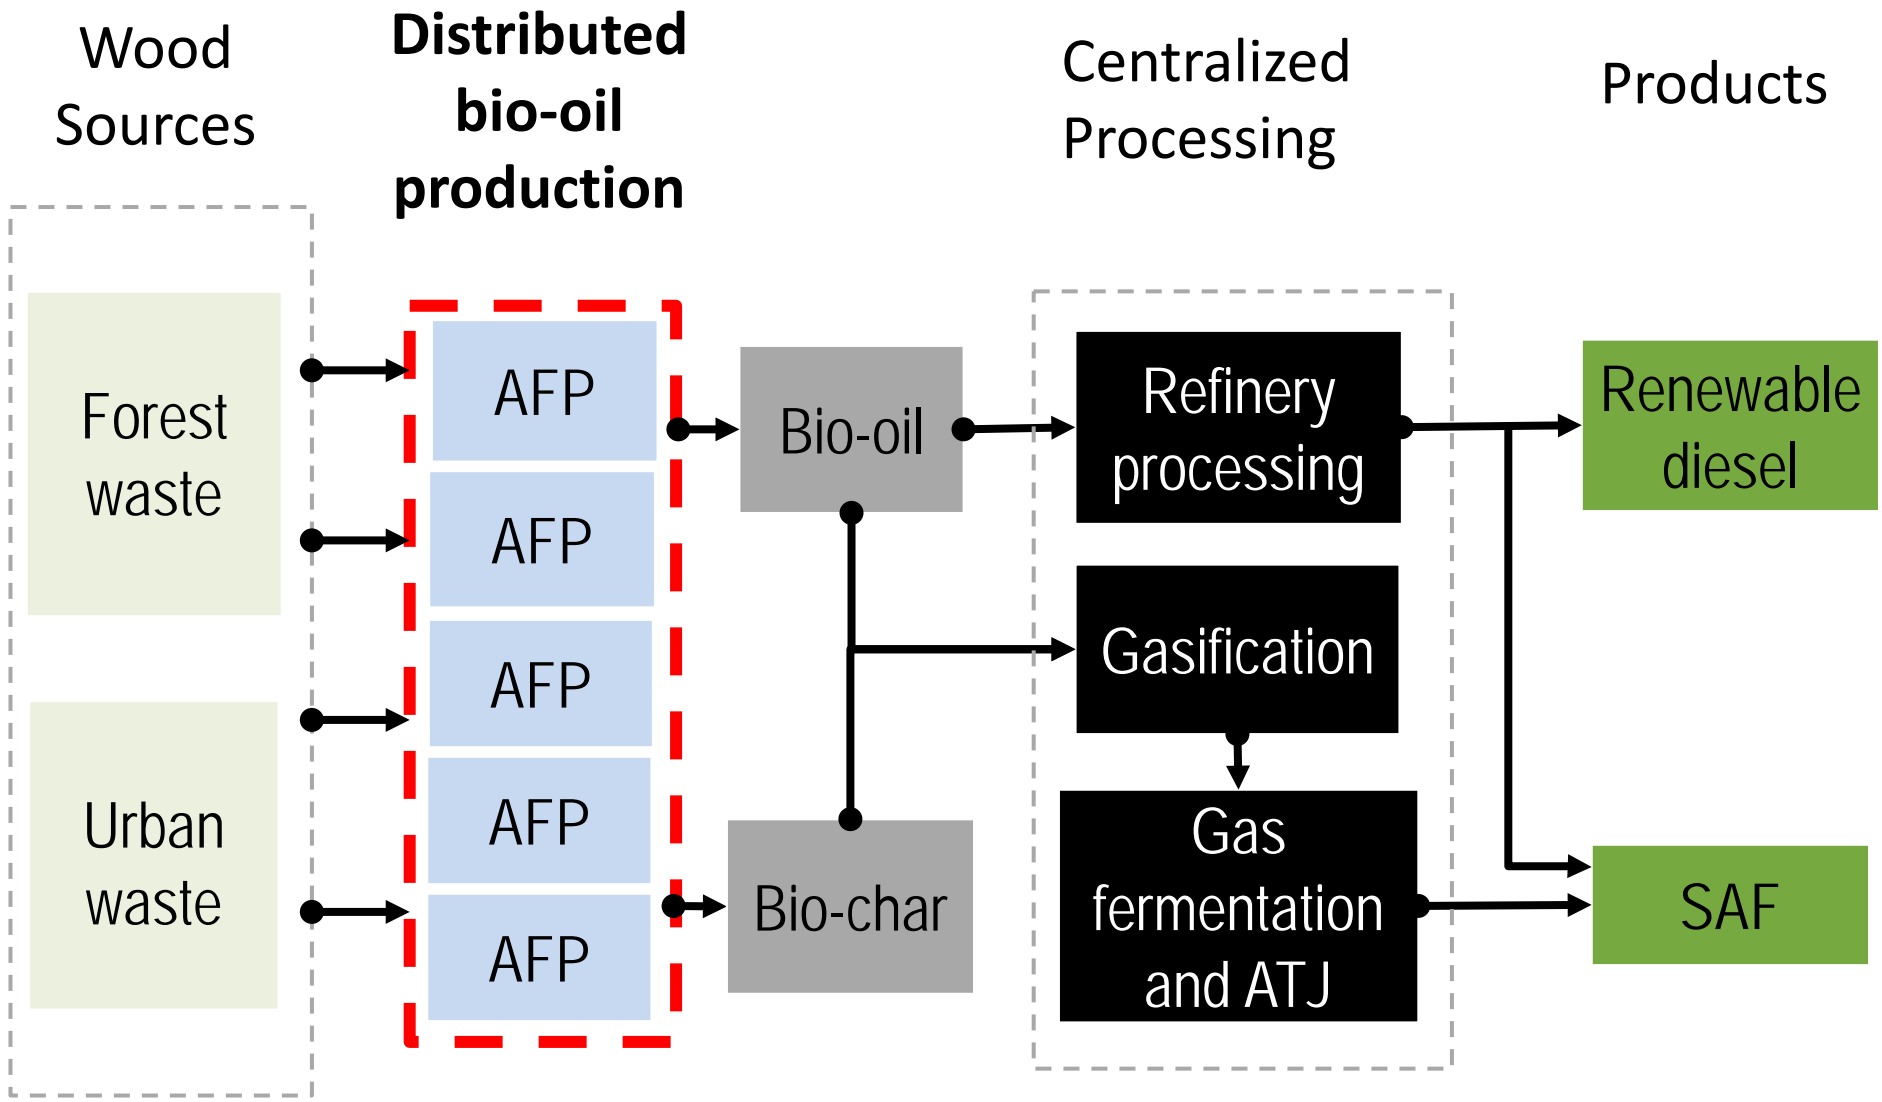 Wood
Sources
Distributed
bio-oil
production
Centralized
Processing
Products
Forest
waste
Urban
waste
AFP
AFP
AFP
AFP
AFP
Bio-oil
Bio-char
Refinery
processing
Gasification
Gas
fermentation
and ATJ
Renewable
diesel
SAF